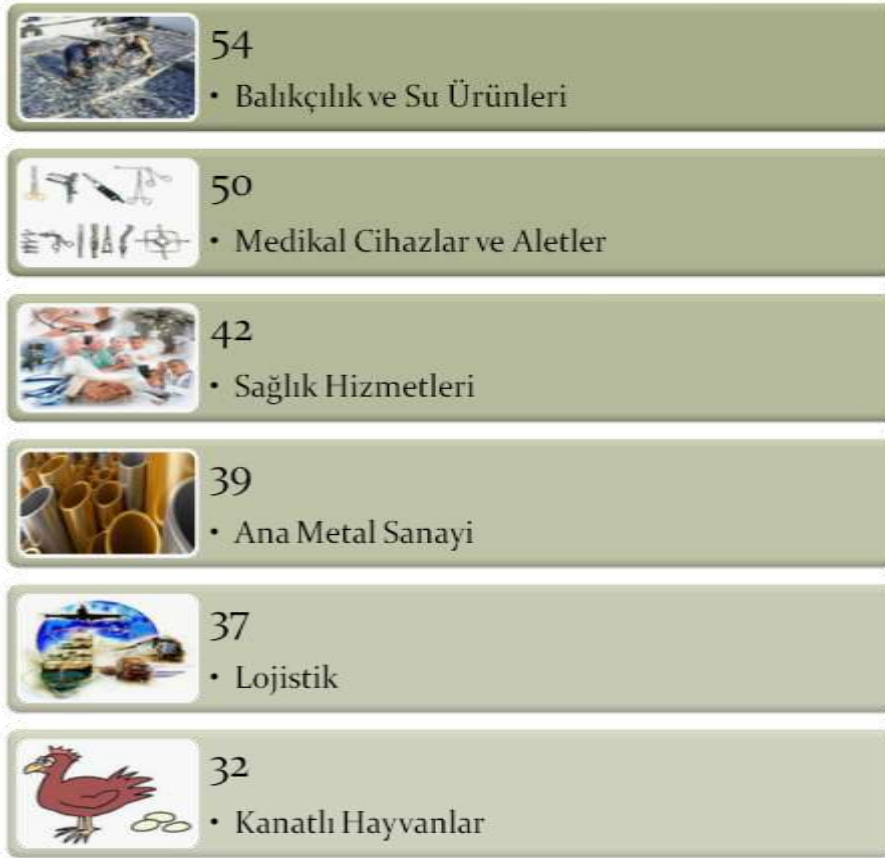 54
• Balıkçılık ve Su Ürünleri
50
• Medikal Cihazlar ve Aletler
42
• Sağlık Hizmetleri
39
• Ana Metal Sanayi
37
• Lojistik
32
• Kanatlı Hayvanlar